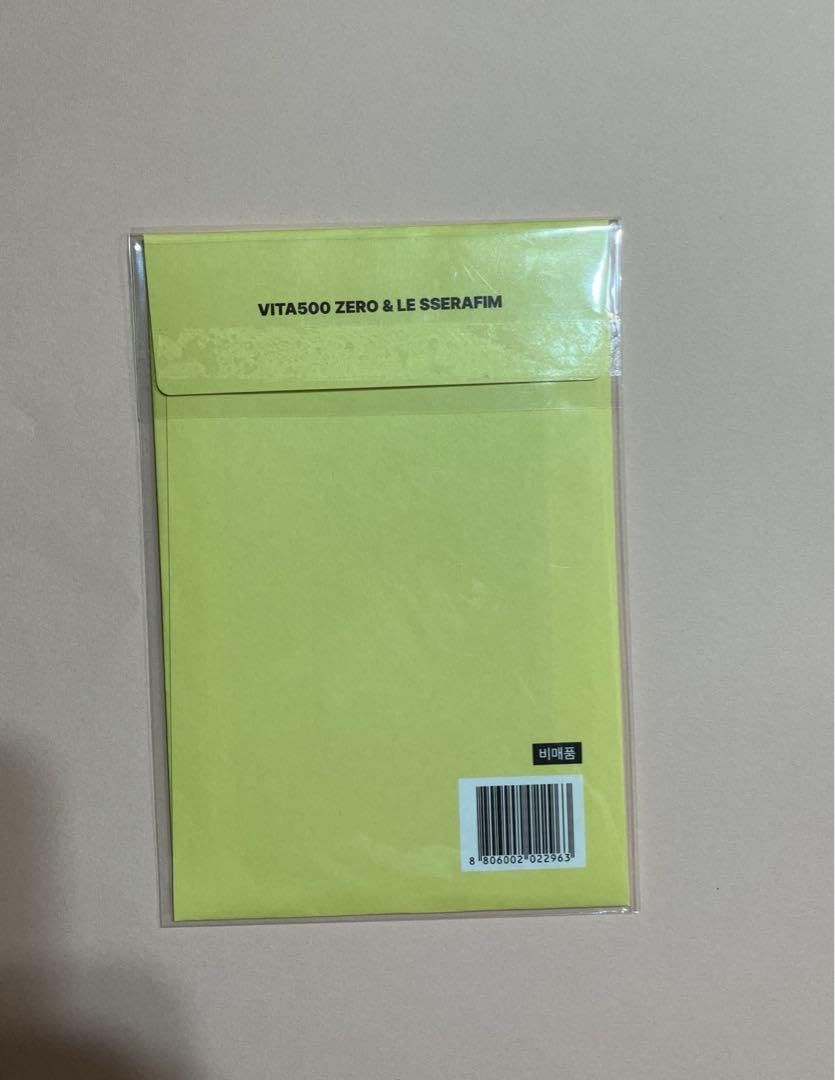 VITA500 ZERO & LE SSERAFIM
비매품
8 806002 022963